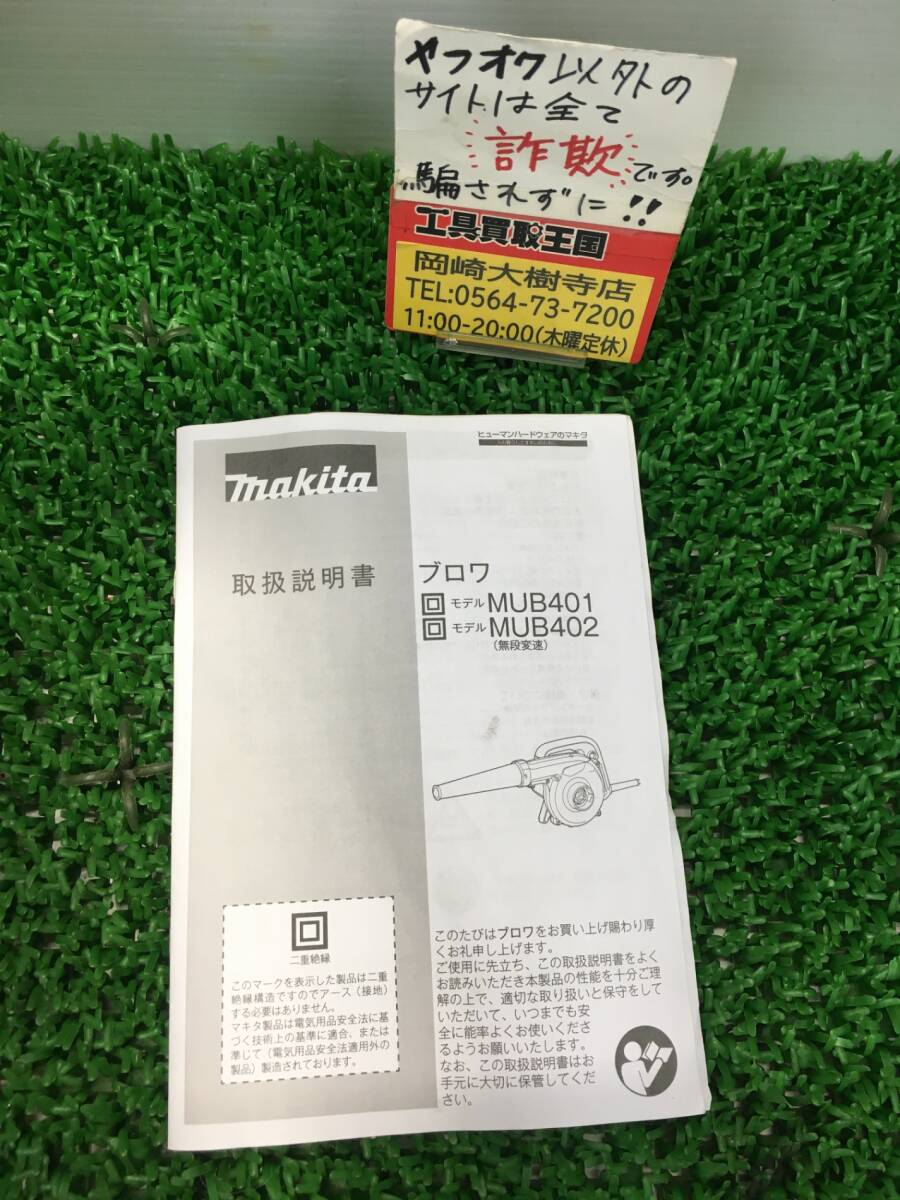 ヤフオク以外の
サイトは全て
詐欺です。
騙されずに!!
工具買取王国
岡崎大樹寺店
TEL:0564-73-7200
11:00-20:00(木曜定休)
ヒューマンハードウェアのマキタ
makita
取扱説明書
ブロワ
モデル MUB401
モデル MUB402
(無段変速)
二重絶縁
このマークを表示した製品は二重
絶縁構造ですのでアース(接地)
する必要はありません。
マキタ製品は電気用品安全法に基
づく技術上の基準に適合、または
準じて(電気用品安全法適用外の
製品)製造されております。
このたびはブロワをお買い上げ賜わり厚
くお礼申し上げます。
ご使用に先立ち、この取扱説明書をよく
お読みいただき本製品の性能を十分ご理
解の上で、適切な取り扱いと保守をして
いただいて、いつまでも安
全に能率よくお使いくださ
るようお願いいたします。
なお、この取扱説明書はお
手元に大切に保管してくだ
さい。